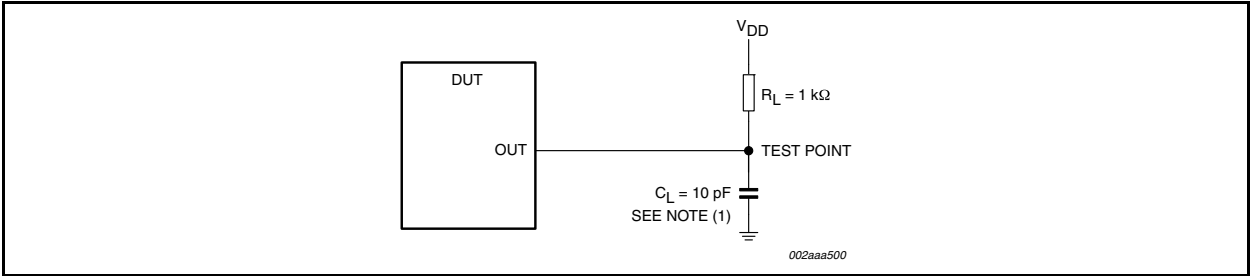 V_DD
DUT
R_L = 1 kΩ
OUT
TEST POINT
C_L = 10 pF
SEE NOTE (1)
002aaa500